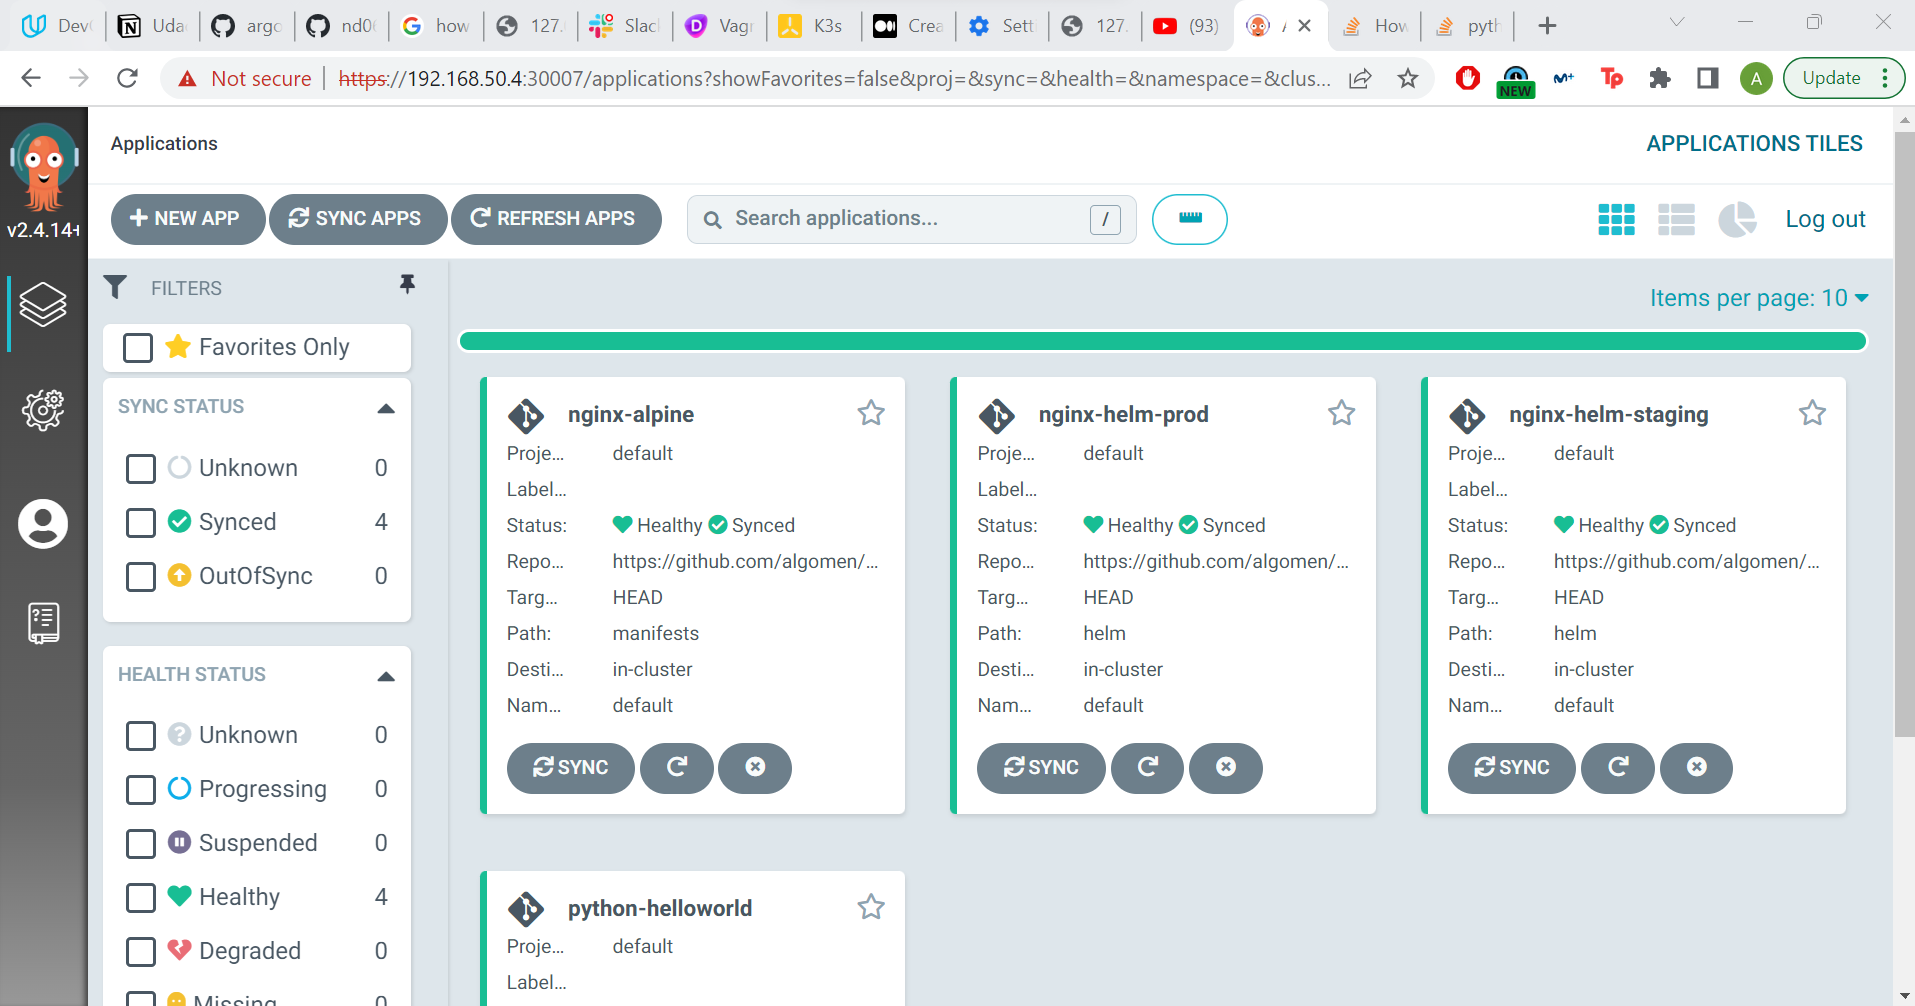 Dev
Uda
argo
nd0
how
127.
Slac
Vagr
K3s
Crea
Sett
127.
(93)
How
pyth
Not secure
https://192.168.50.4:30007/applications?showFavorites=false&proj=&sync=&health=&namespace=&clus...
NEW
M+
Tp
A
Update
v2.4.14+
Applications
APPLICATIONS TILES
NEW APP
SYNC APPS
REFRESH APPS
Search applications...
/
Log out
FILTERS
Favorites Only
SYNC STATUS
Unknown 0
Synced 4
OutOfSync 0
HEALTH STATUS
Unknown 0
Progressing 0
Suspended 0
Healthy 4
Degraded 0
Missing 0
Items per page: 10
nginx-alpine
Proje... default
Label...
Status: Healthy Synced
Repo... https://github.com/algomen/...
Targ... HEAD
Path: manifests
Desti... in-cluster
Nam... default
SYNC
nginx-helm-prod
Proje... default
Label...
Status: Healthy Synced
Repo... https://github.com/algomen/...
Targ... HEAD
Path: helm
Desti... in-cluster
Nam... default
SYNC
nginx-helm-staging
Proje... default
Label...
Status: Healthy Synced
Repo... https://github.com/algomen/...
Targ... HEAD
Path: helm
Desti... in-cluster
Nam... default
SYNC
python-helloworld
Proje... default
Label...